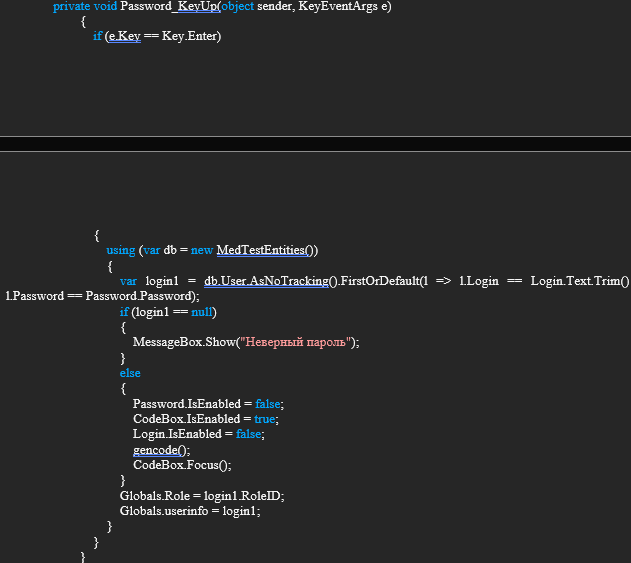 private void Password_KeyUp(object sender, KeyEventArgs e)
{
if (e.Key == Key.Enter)
{
using (var db = new MedTestEntities())
{
var login1 = db.User.AsNoTracking().FirstOrDefault(l => l.Login == Login.Text.Trim()
l.Password == Password.Password);
if (login1 == null)
{
MessageBox.Show("Неверный пароль");
}
else
{
Password.IsEnabled = false;
CodeBox.IsEnabled = true;
Login.IsEnabled = false;
gencode();
CodeBox.Focus();
}
Globals.Role = login1.RoleID;
Globals.userinfo = login1;
}
}
}